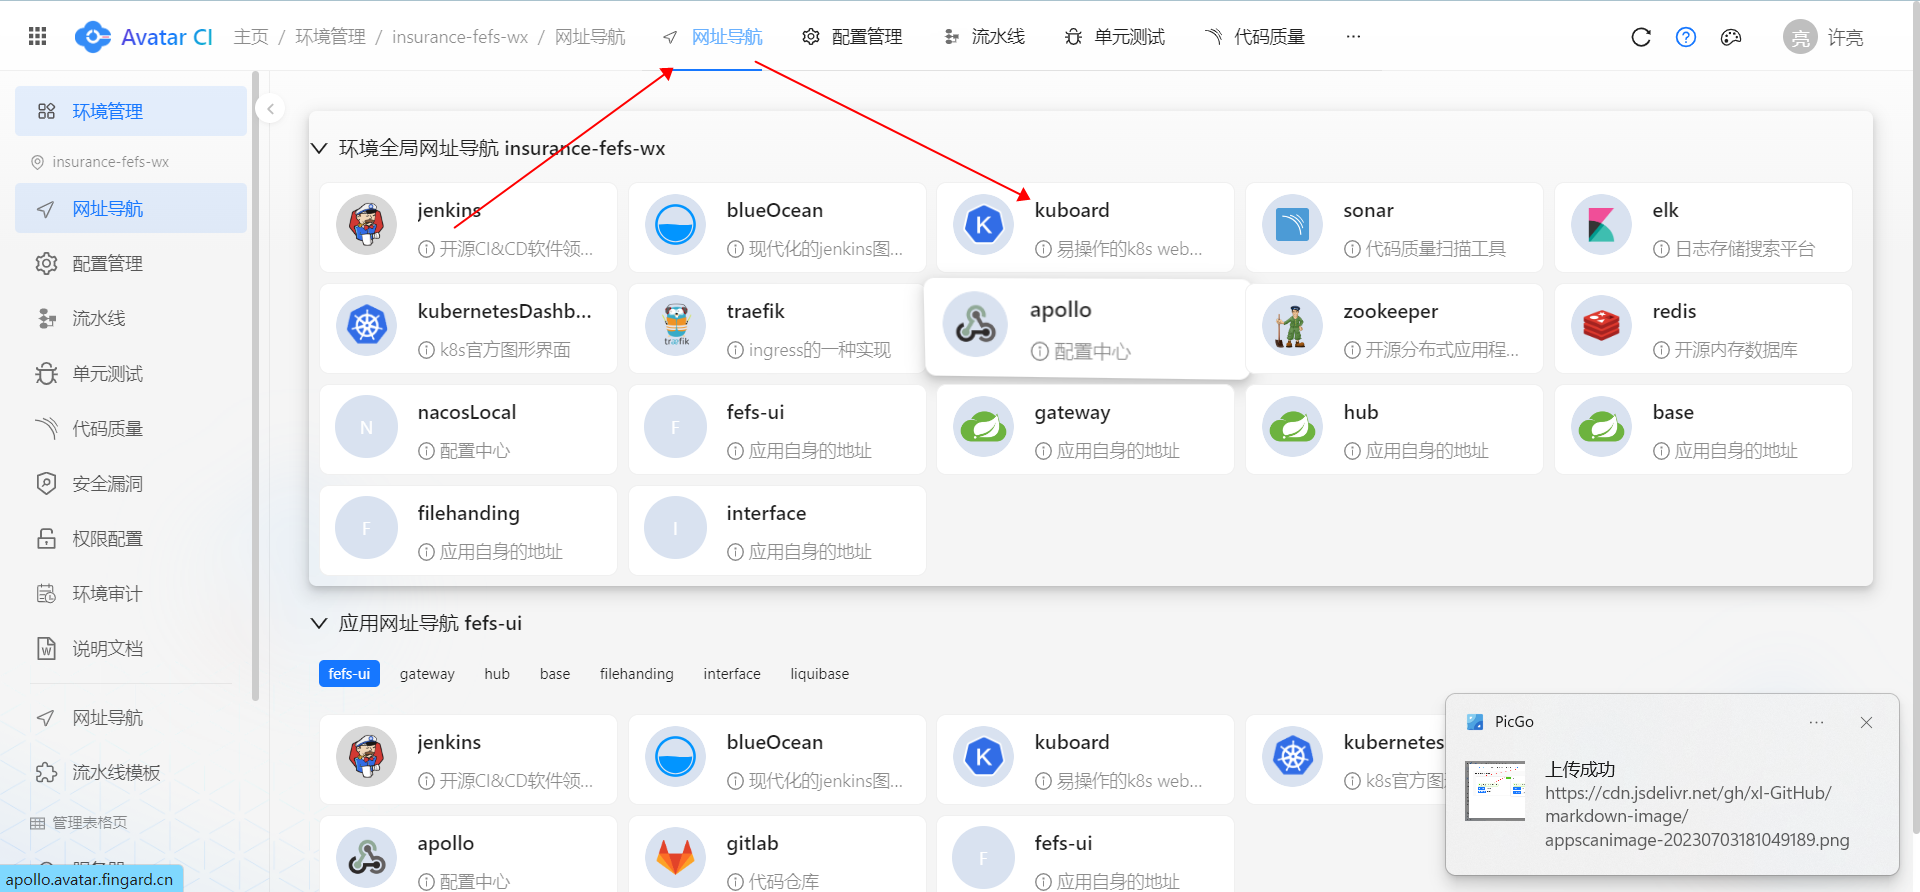 Avatar CI 主页 / 环境管理 / insurance-fefs-wx / 网址导航 网址导航 配置管理 流水线 单元测试 代码质量 ··· 亮 许亮
环境管理
insurance-fefs-wx
网址导航
配置管理
流水线
单元测试
代码质量
安全漏洞
权限配置
环境审计
说明文档
网址导航
流水线模板
管理表格页
apollo.avatar.fingard.cn
环境全局网址导航 insurance-fefs-wx
jenkins
开源CI&CD软件领...
blueOcean
现代化的jenkins图...
kuboard
易操作的k8s web...
sonar
代码质量扫描工具
elk
日志存储搜索平台
kubernetesDashb...
k8s官方图形界面
træfik
traefik
ingress的一种实现
apollo
配置中心
zookeeper
开源分布式应用程...
redis
开源内存数据库
N
nacosLocal
配置中心
F
fefs-ui
应用自身的地址
gateway
应用自身的地址
hub
应用自身的地址
base
应用自身的地址
F
filehanding
应用自身的地址
I
interface
应用自身的地址
应用网址导航 fefs-ui
fefs-ui gateway hub base filehanding interface liquibase
jenkins
开源CI&CD软件领...
blueOcean
现代化的jenkins图...
kuboard
易操作的k8s web...
kubernetes
k8s官方图
apollo
配置中心
gitlab
代码仓库
F
fefs-ui
应用自身的地址
PicGo
上传成功
https://cdn.jsdelivr.net/gh/xl-GitHub/
markdown-image/
appscanimage-20230703181049189.png